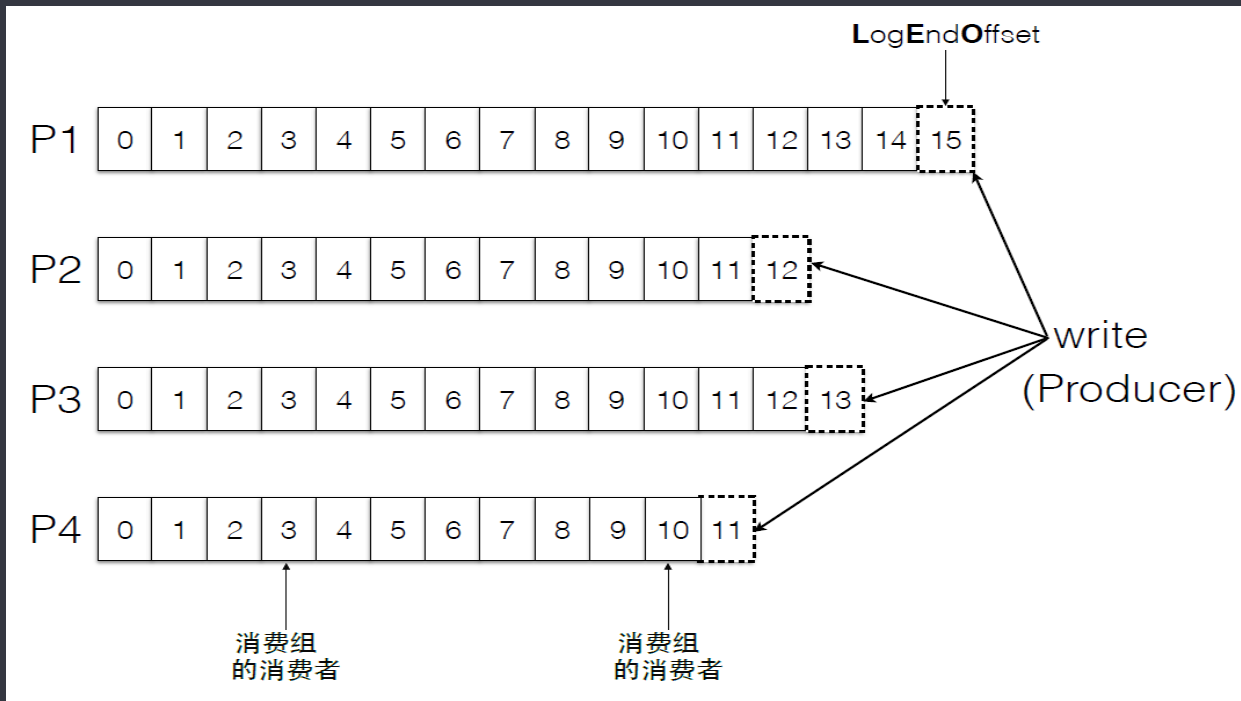 LogEndOffset
P1 0 1 2 3 4 5 6 7 8 9 10 11 12 13 14 15
P2 0 1 2 3 4 5 6 7 8 9 10 11 12
write
(Producer)
P3 0 1 2 3 4 5 6 7 8 9 10 11 12 13
P4 0 1 2 3 4 5 6 7 8 9 10 11
消费组
的消费者
消费组
的消费者